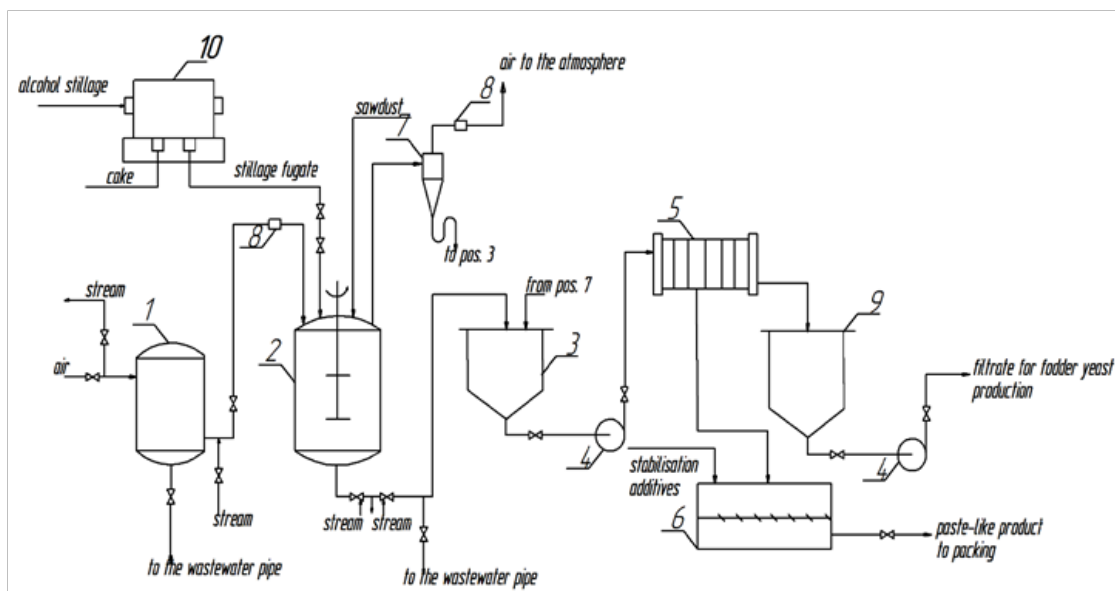 10
alcohol stillage
cake
stillage fugate
sawdust
air to the atmosphere
8
7
to pos. 3
8
stream
1
air
stream
to the wastewater pipe
2
stream
stream
to the wastewater pipe
from pos. 7
3
4
5
9
filtrate for fodder yeast
production
4
stabilisation
additives
6
paste-like product
to packing